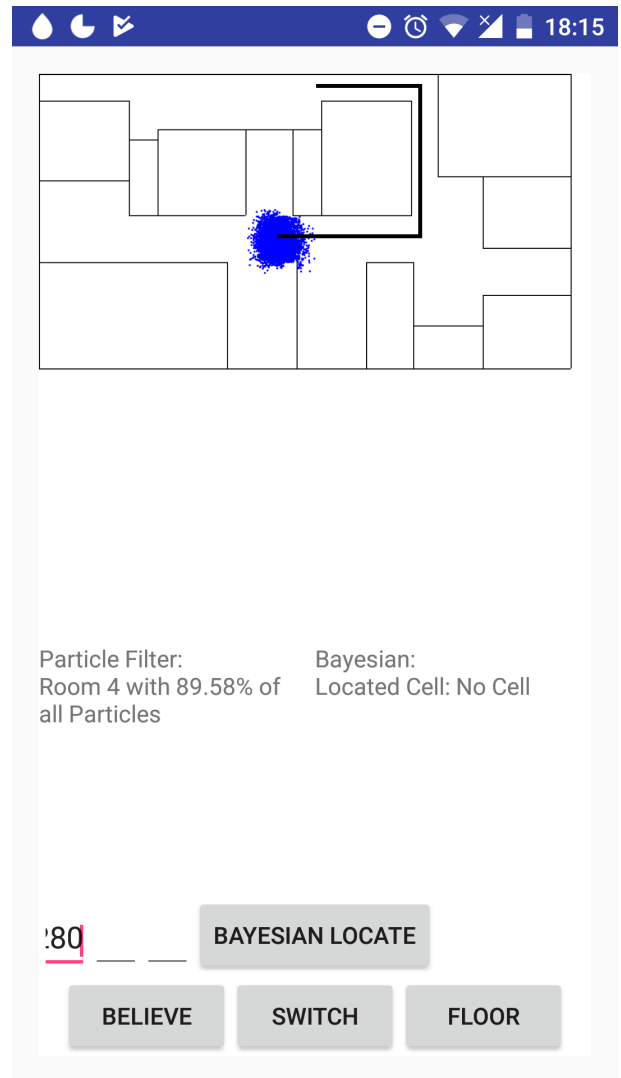 18:15
Particle Filter:
Room 4 with 89.58% of
all Particles
Bayesian:
Located Cell: No Cell
80
BAYESIAN LOCATE
BELIEVE
SWITCH
FLOOR